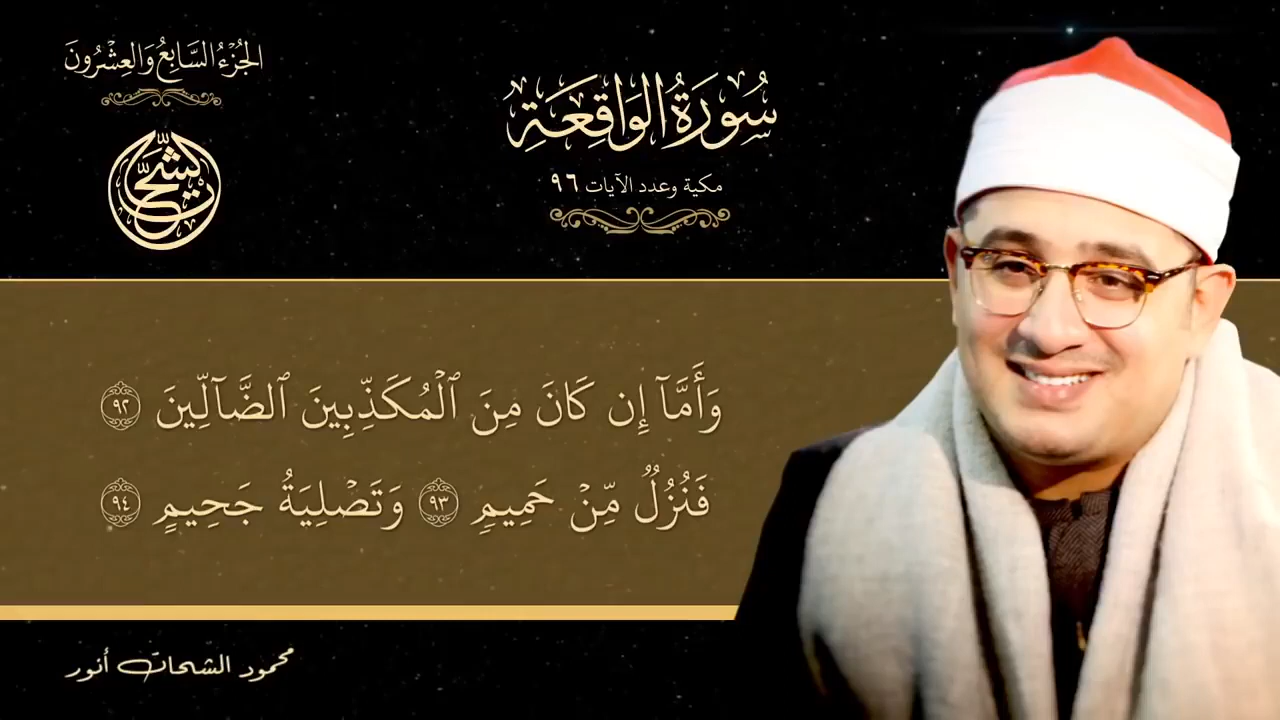 الجُزْءُ السَّابِعُ وَالعِشْرُونَ
الشحات
سُورَةُ الوَاقِعَةِ
مكية وعدد الآيات ٩٦
وَأَمَّآ إِن كَانَ مِنَ ٱلْمُكَذِّبِينَ ٱلضَّآلِّينَ ٩٢
فَنُزُلٌ مِّنْ حَمِيمٍ ٩٣ وَتَصْلِيَةُ جَحِيمٍ ٩٤
محمود الشحات أنور